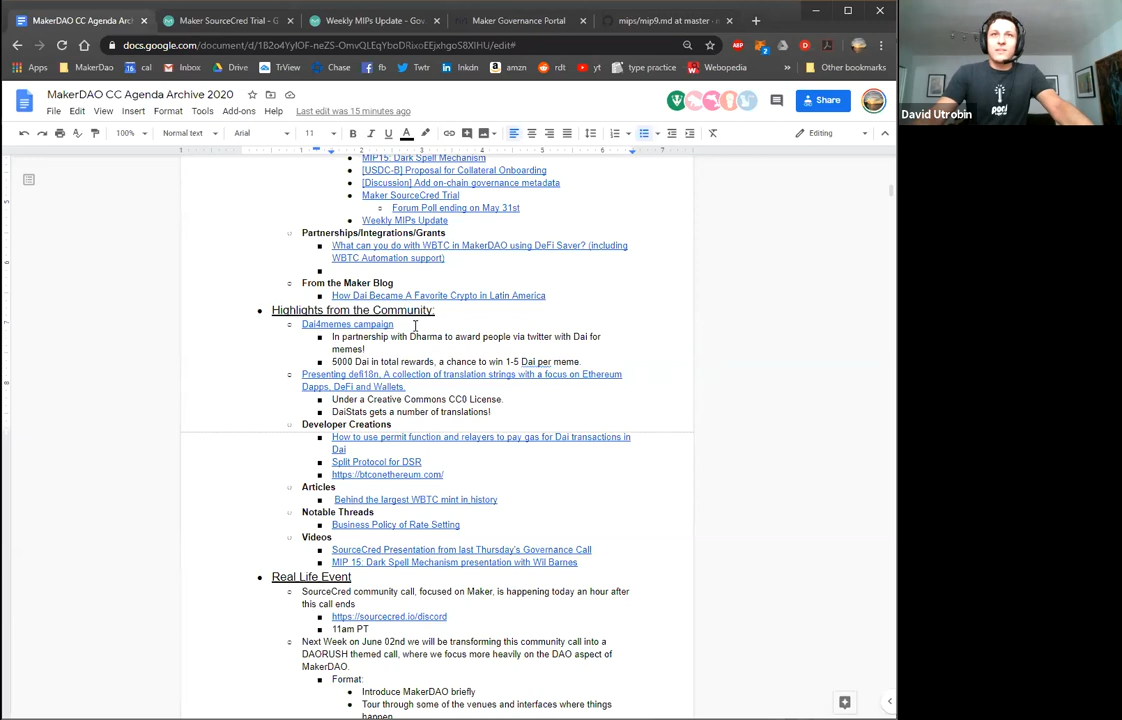 MakerDAO CC Agenda Arch
Maker SourceCred Trial - G
Weekly MIPs Update - Gov
Maker Governance Portal
mips/mip9.md at master
docs.google.com/document/d/1B2o4YyIOF-neZS-OmvQLEqYboDRixoEEjxhgoS8XIHU/edit#
Apps
MakerDao
cal
Inbox
Drive
TrView
Chase
fb
Twtr
lnkdn
amzn
rdt
yt
type practice
Webopedia
Other bookmarks
David Utrobin
MakerDAO CC Agenda Archive 2020
File Edit View Insert Format Tools Add-ons Help Last edit was 15 minutes ago
Share
100% Normal text Arial 11 Editing
MIP15: Dark Spell Mechanism
[USDC-B] Proposal for Collateral Onboarding
[Discussion] Add on-chain governance metadata
Maker SourceCred Trial
Forum Poll ending on May 31st
Weekly MIPs Update
Partnerships/Integrations/Grants
What can you do with WBTC in MakerDAO using DeFi Saver? (including
WBTC Automation support)
From the Maker Blog
How Dai Became A Favorite Crypto in Latin America
Highlights from the Community:
Dai4memes campaign
In partnership with Dharma to award people via twitter with Dai for
memes!
5000 Dai in total rewards, a chance to win 1-5 Dai per meme.
Presenting defi18n, A collection of translation strings with a focus on Ethereum
Dapps, DeFi and Wallets.
Under a Creative Commons CC0 License.
DaiStats gets a number of translations!
Developer Creations
How to use permit function and relayers to pay gas for Dai transactions in
Dai
Split Protocol for DSR
https://btconethereum.com/
Articles
Behind the largest WBTC mint in history
Notable Threads
Business Policy of Rate Setting
Videos
SourceCred Presentation from last Thursday's Governance Call
MIP 15: Dark Spell Mechanism presentation with Wil Barnes
Real Life Event
SourceCred community call, focused on Maker, is happening today an hour after
this call ends
https://sourcecred.io/discord
11am PT
Next Week on June 02nd we will be transforming this community call into a
DAORUSH themed call, where we focus more heavily on the DAO aspect of
MakerDAO.
Format:
Introduce MakerDAO briefly
Tour through some of the venues and interfaces where things
happen